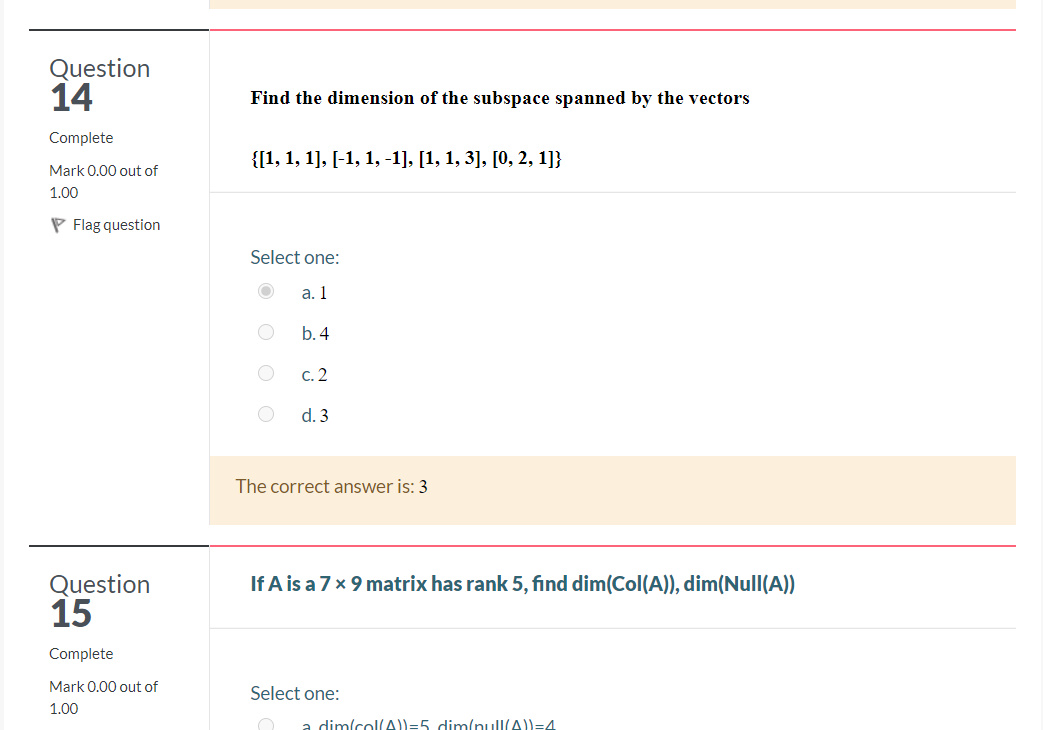 Question
14
Complete
Mark 0.00 out of
1.00
Flag question
Find the dimension of the subspace spanned by the vectors
{[1, 1, 1], [-1, 1, -1], [1, 1, 3], [0, 2, 1]}
Select one:
a. 1
b. 4
c. 2
d. 3
The correct answer is: 3
Question
15
Complete
Mark 0.00 out of
1.00
If A is a 7 × 9 matrix has rank 5, find dim(Col(A)), dim(Null(A))
Select one:
a. dim(col(A))=5, dim(null(A))=4